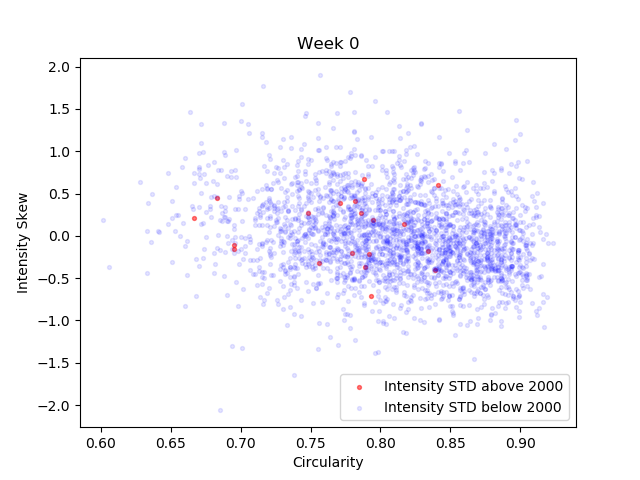 Week 0
2.0
1.5
1.0
0.5
0.0
−0.5
−1.0
−1.5
−2.0
Intensity Skew
Intensity STD above 2000
Intensity STD below 2000
0.60 0.65 0.70 0.75 0.80 0.85 0.90
Circularity